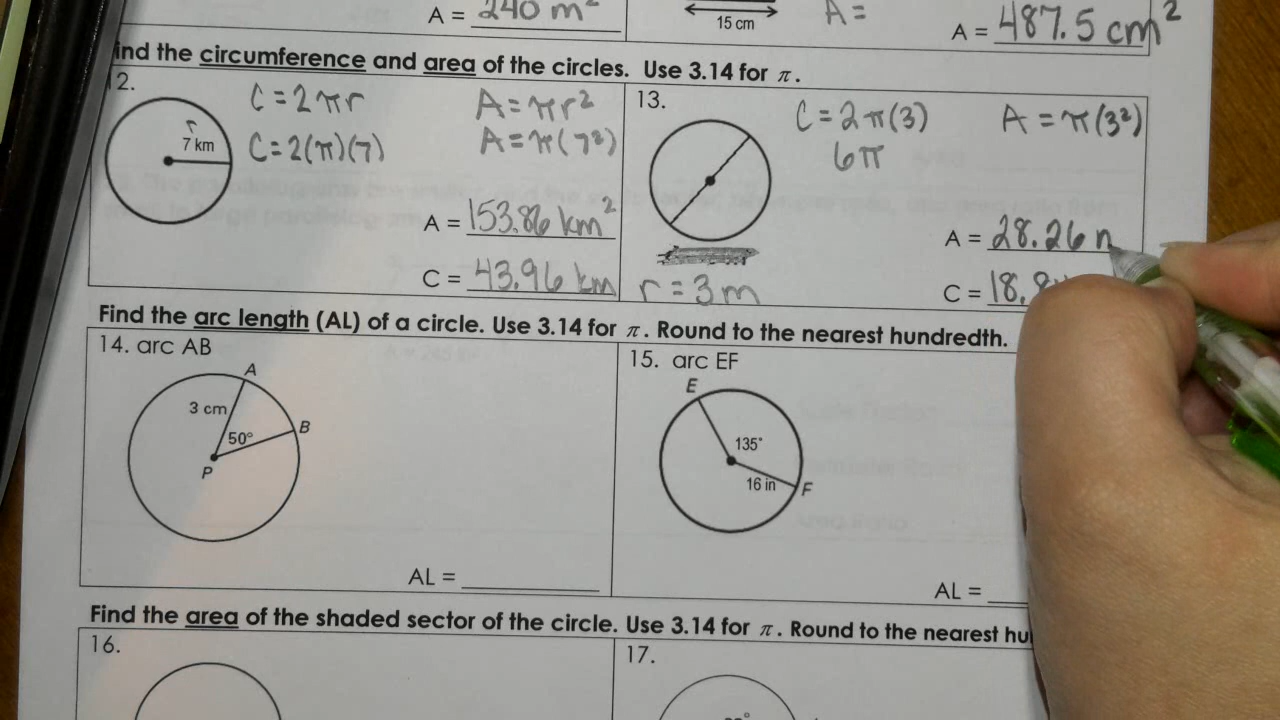 A = 240 m²
15 cm
A =
A = 487.5 cm²
ind the circumference and area of the circles. Use 3.14 for π.
2.
r
7 km
C = 2πr
C = 2(π)(7)
A = πr²
A = π(7²)
A = 153.86 km²
C = 43.96 km
13.
C = 2π(3)
6π
A = π(3²)
r = 3m
A = 28.26
C = 18.8
Find the arc length (AL) of a circle. Use 3.14 for π. Round to the nearest hundredth.
14. arc AB
A
3 cm
50°
B
P
AL =
15. arc EF
E
135°
16 in
F
AL =
Find the area of the shaded sector of the circle. Use 3.14 for π. Round to the nearest hu
16.
17.